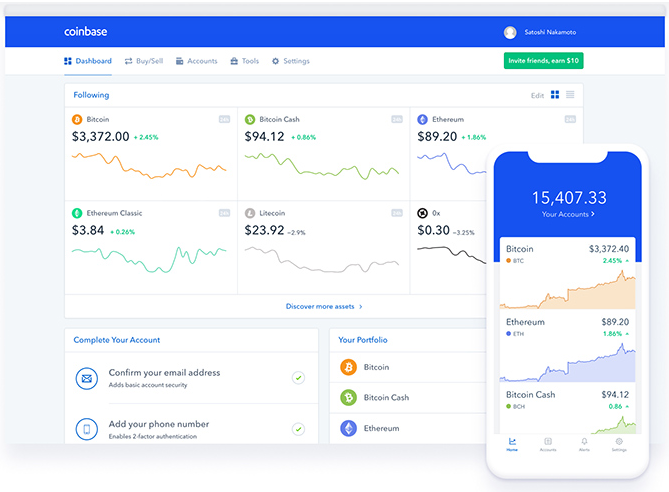 coinbase
Satoshi Nakamoto
Dashboard
Buy/Sell
Accounts
Tools
Settings
Invite friends, earn $10
Following
Edit
Bitcoin
$3,372.00 + 2.45%
Bitcoin Cash
$94.12 + 0.86%
Ethereum
$89.20 + 1.86%
Ethereum Classic
$3.84 + 0.26%
Litecoin
$23.92 −2.9%
0x
$0.30 −3.25%
Discover more assets >
Complete Your Account
Confirm your email address
Adds basic account security
Add your phone number
Enables 2-factor authentication
Your Portfolio
Bitcoin
Bitcoin Cash
Ethereum
15,407.33
Your Accounts >
Bitcoin $3,372.40
BTC 2.45%
Ethereum $89.20
ETH 1.86%
Bitcoin Cash $94.12
BCH 0.86
Home
Accounts
Alerts
Settings